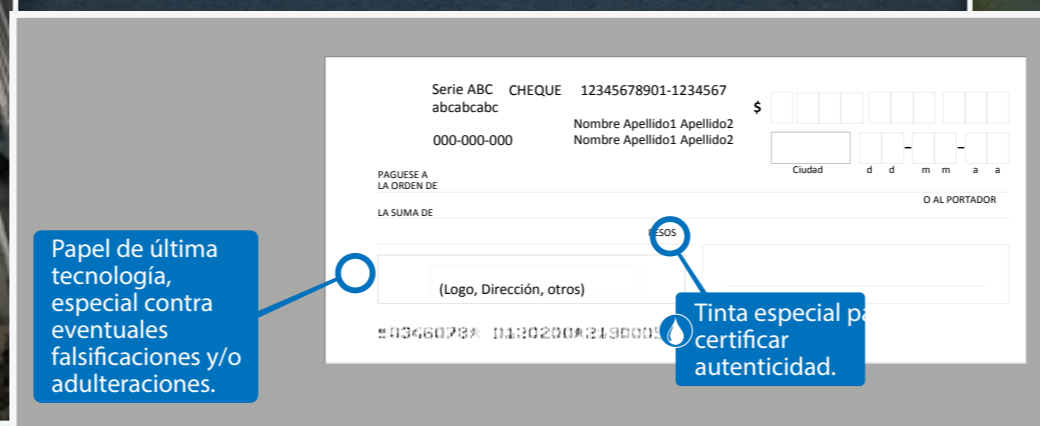 Serie ABC CHEQUE 12345678901-1234567
abcabcabc
$
Nombre Apellido1 Apellido2
000-000-000 Nombre Apellido1 Apellido2
Ciudad d d - m m - a a
PAGUESE A
LA ORDEN DE
O AL PORTADOR
LA SUMA DE
PESOS
(Logo, Dirección, otros)
Papel de última
tecnología,
especial contra
eventuales
falsificaciones y/o
adulteraciones.
Tinta especial pa
certificar
autenticidad.